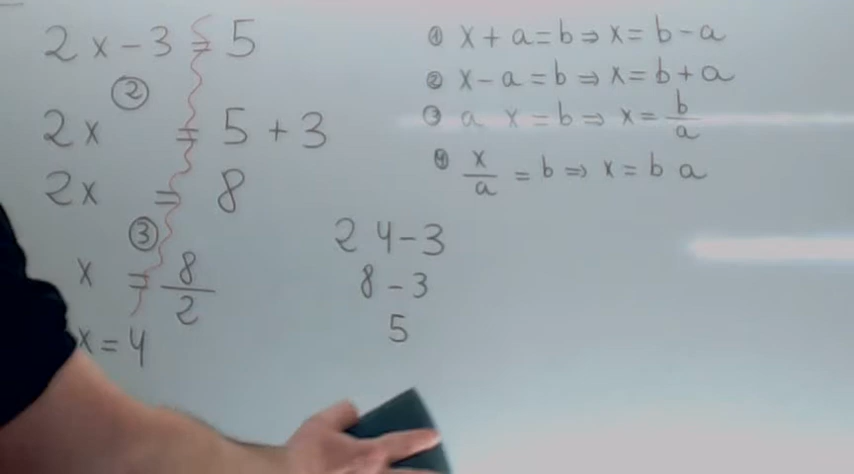 2x - 3 = 5
②
2x = 5 + 3
2x = 8
③
x = 8/2
x = 4
2 4 - 3
8 - 3
5
① x + a = b ⇒ x = b - a
② x - a = b ⇒ x = b + a
③ a x = b ⇒ x = b/a
④ x/a = b ⇒ x = b a